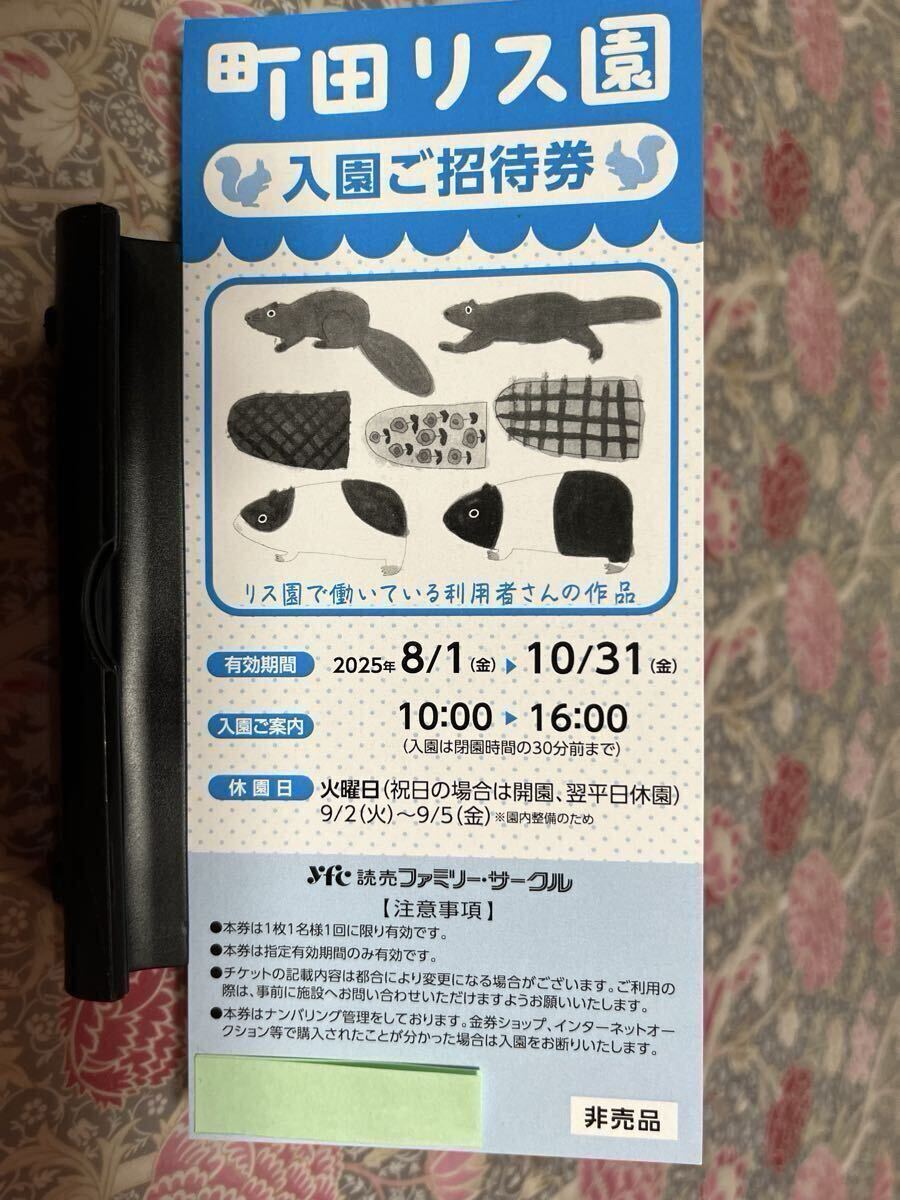 町田リス園
入園ご招待券
リス園で働いている利用者さんの作品
有効期間 2025年 8/1(金) ▶ 10/31(金)
入園ご案内 10:00 ▶ 16:00
(入園は閉園時間の30分前まで)
休園日 火曜日(祝日の場合は開園、翌平日休園)
9/2(火)〜9/5(金) ※園内整備のため
yfc 読売ファミリー・サークル
【注意事項】
●本券は1枚1名様1回に限り有効です。
●本券は指定有効期間のみ有効です。
●チケットの記載内容は都合により変更になる場合がございます。ご利用の
際は、事前に施設へお問い合わせいただけますようお願いいたします。
●本券はナンバリング管理をしております。金券ショップ、インターネットオー
クション等で購入されたことが分かった場合は入園をお断りいたします。
非売品